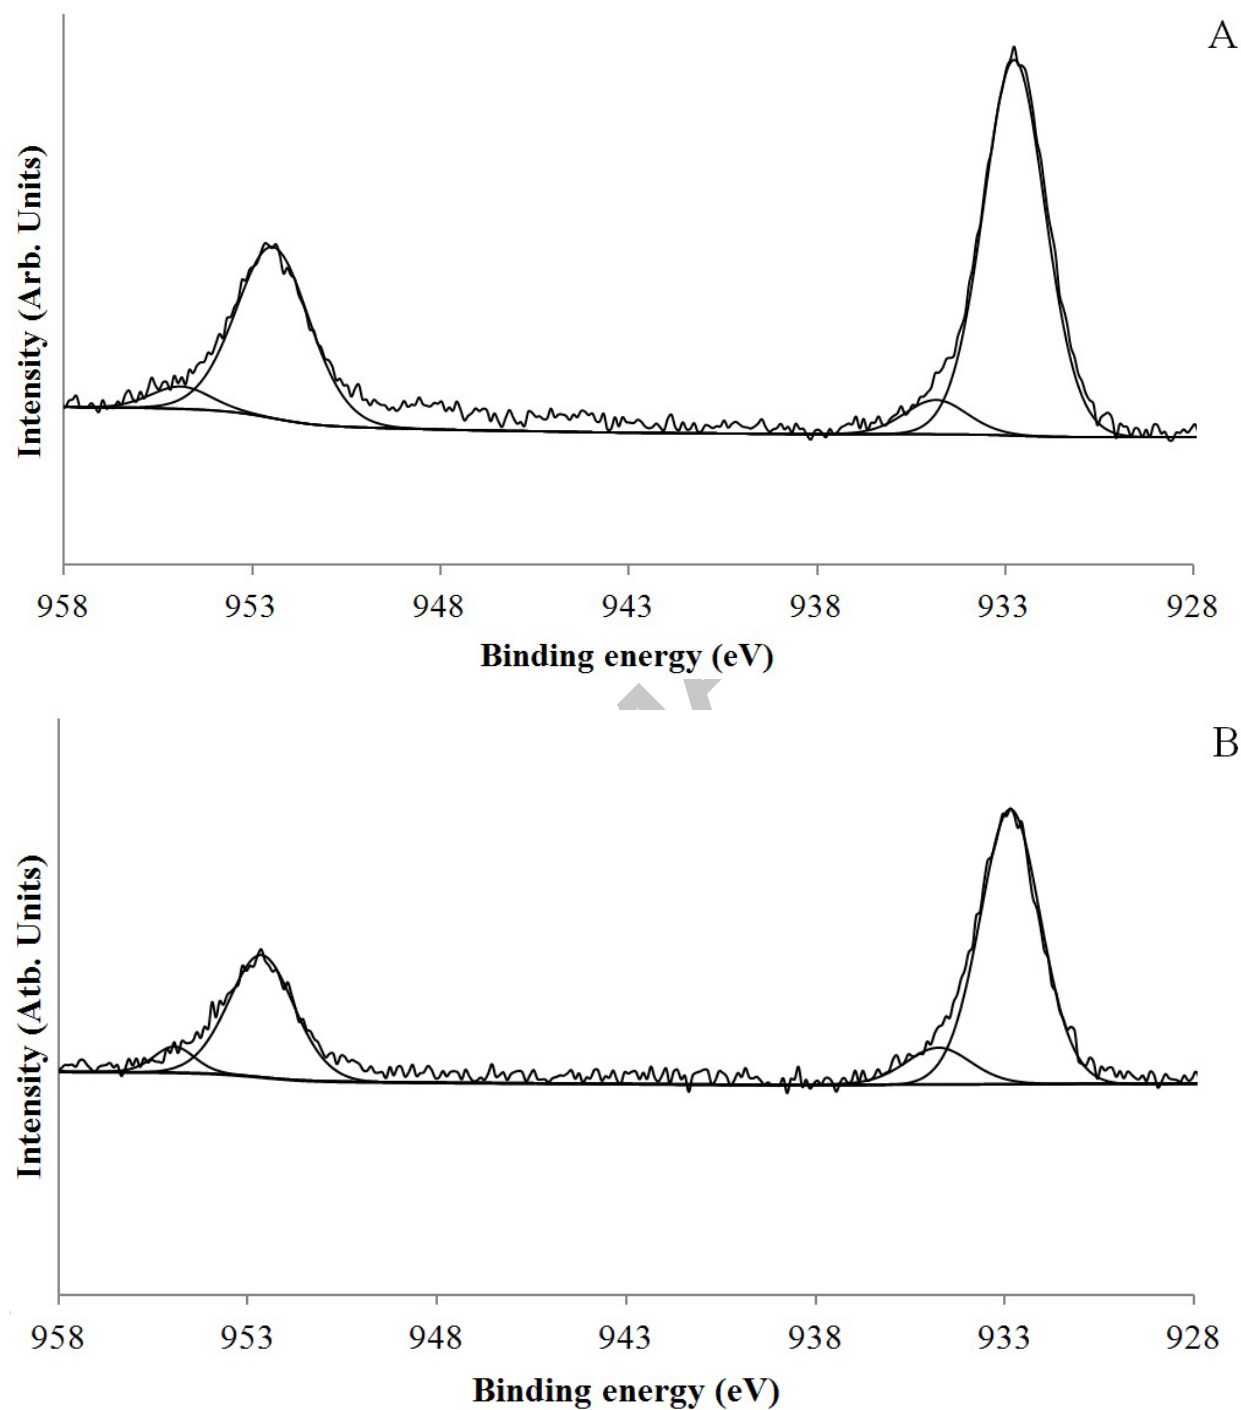 A
Intensity (Arb. Units)
958 953 948 943 938 933 928
Binding energy (eV)
B
Intensity (Atb. Units)
958 953 948 943 938 933 928
Binding energy (eV)